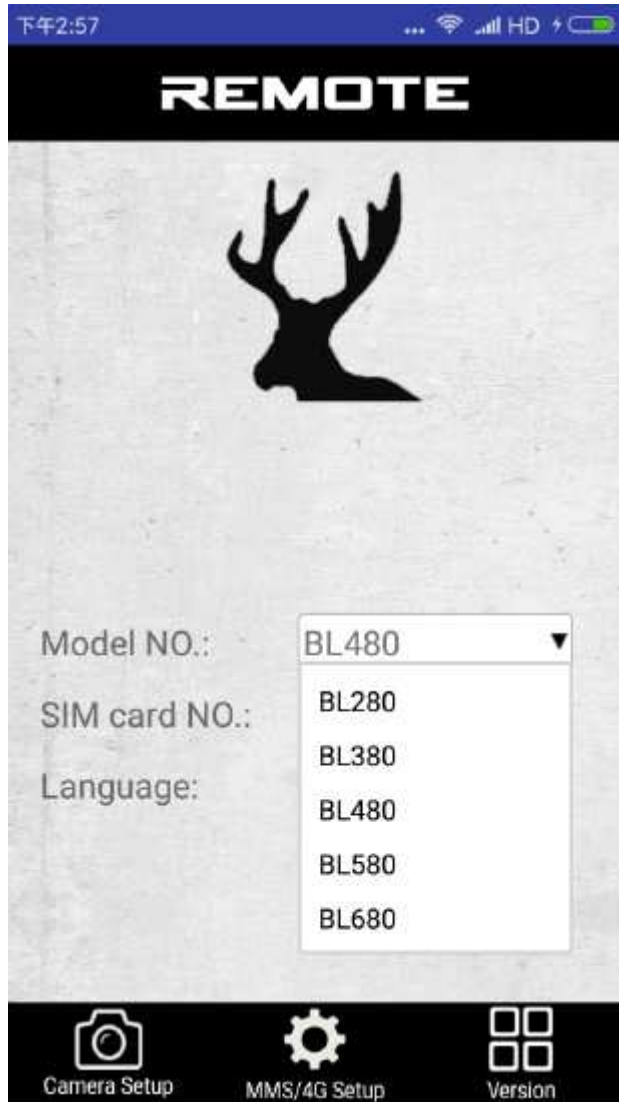 下午2:57 ... HD
REMOTE
Model NO.: BL480
BL280
SIM card NO.:
BL380
Language:
BL480
BL580
BL680
Camera Setup MMS/4G Setup Version